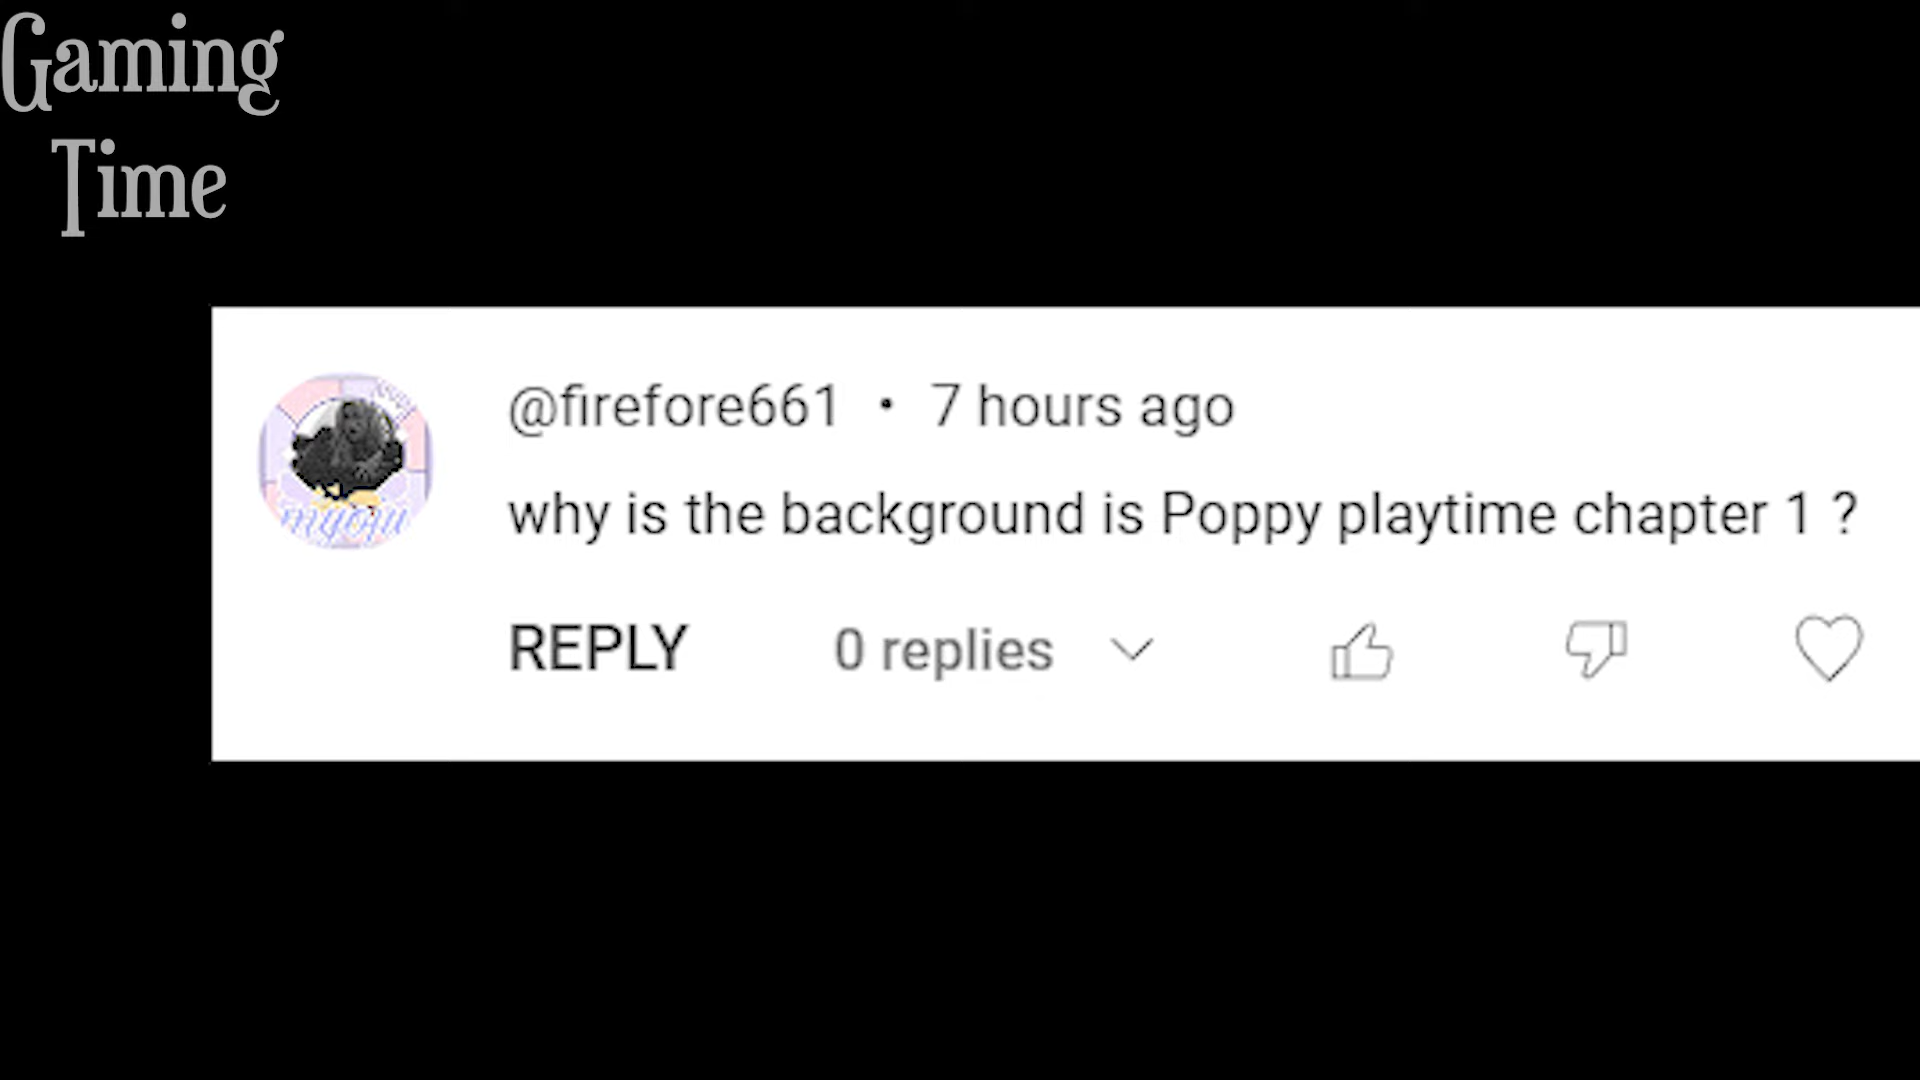 Gaming
Time
@firefore661 • 7 hours ago
why is the background is Poppy playtime chapter 1 ?
REPLY 0 replies